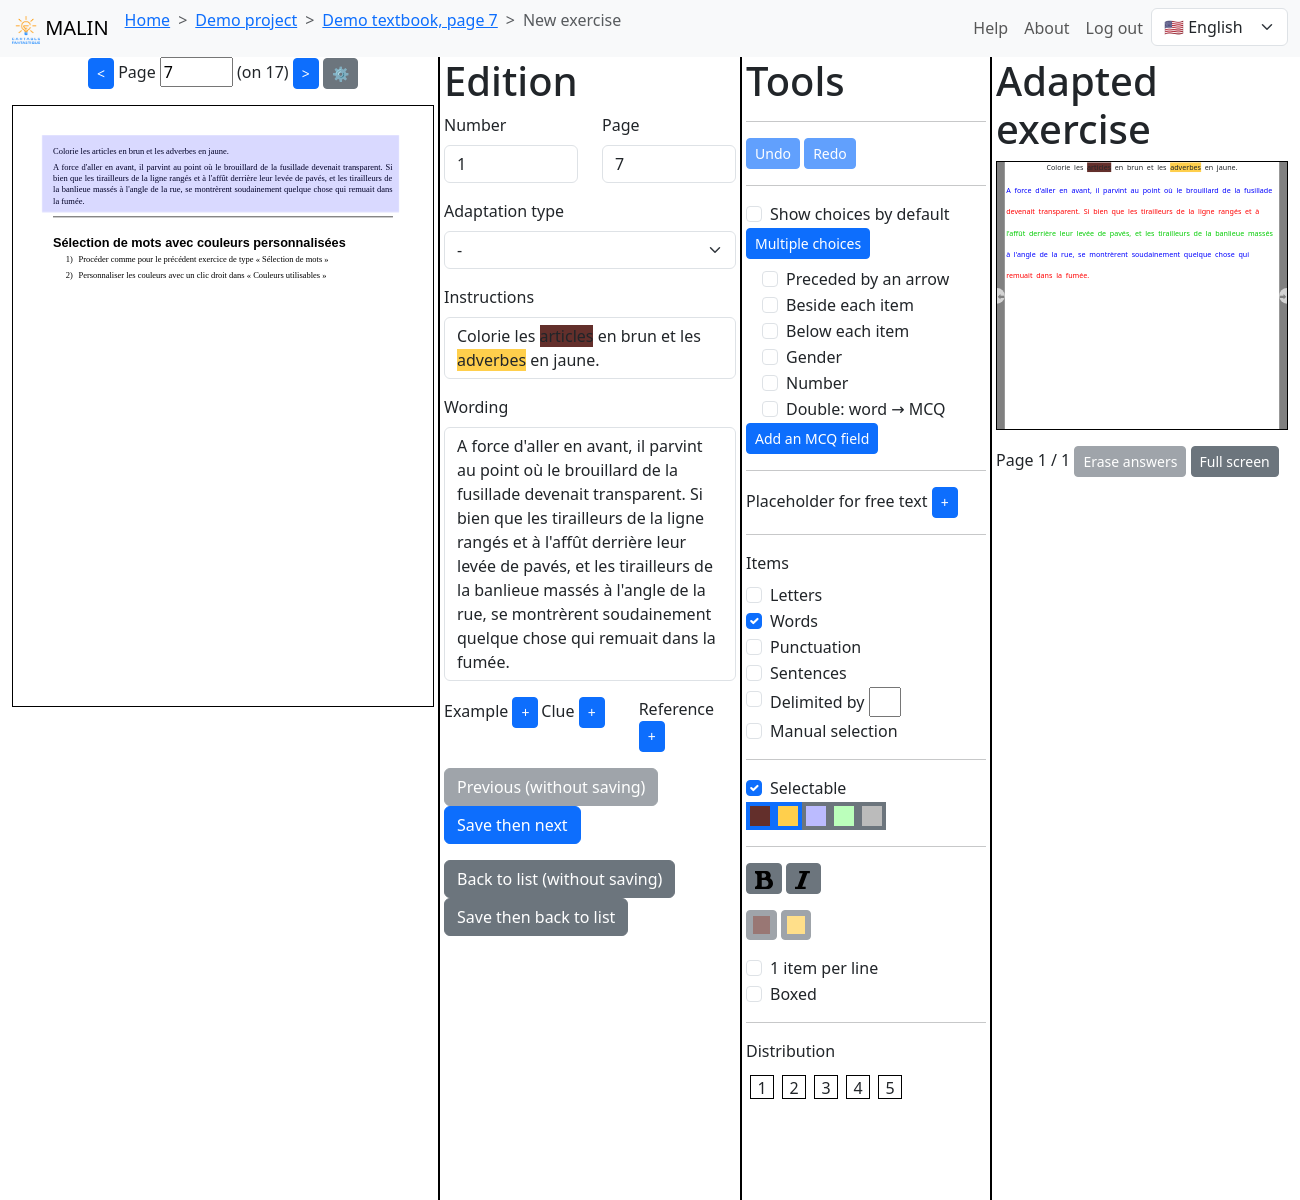 MALIN Home > Demo project > Demo textbook, page 7 > New exercise Help About Log out 🇺🇸 English
< Page 7 (on 17) >
Colorie les articles en brun et les adverbes en jaune.
A force d'aller en avant, il parvint au point où le brouillard de la fusillade devenait transparent. Si
bien que les tirailleurs de la ligne rangés et à l'affût derrière leur levée de pavés, et les tirailleurs de
la banlieue massés à l'angle de la rue, se montrèrent soudainement quelque chose qui remuait dans
la fumée.
Sélection de mots avec couleurs personnalisées
1) Procéder comme pour le précédent exercice de type « Sélection de mots »
2) Personnaliser les couleurs avec un clic droit dans « Couleurs utilisables »
Edition
Number Page
1 7
Adaptation type
-
Instructions
Colorie les articles en brun et les
adverbes en jaune.
Wording
A force d'aller en avant, il parvint
au point où le brouillard de la
fusillade devenait transparent. Si
bien que les tirailleurs de la ligne
rangés et à l'affût derrière leur
levée de pavés, et les tirailleurs de
la banlieue massés à l'angle de la
rue, se montrèrent soudainement
quelque chose qui remuait dans la
fumée.
Example + Clue + Reference
+
Previous (without saving)
Save then next
Back to list (without saving)
Save then back to list
Tools
Undo Redo
Show choices by default
Multiple choices
Preceded by an arrow
Beside each item
Below each item
Gender
Number
Double: word → MCQ
Add an MCQ field
Placeholder for free text +
Items
Letters
Words
Punctuation
Sentences
Delimited by
Manual selection
Selectable
B I
1 item per line
Boxed
Distribution
1 2 3 4 5
Adapted
exercise
Colorie les articles en brun et les adverbes en jaune.
A force d'aller en avant, il parvint au point où le brouillard de la fusillade
devenait transparent. Si bien que les tirailleurs de la ligne rangés et à
l'affût derrière leur levée de pavés, et les tirailleurs de la banlieue massés
à l'angle de la rue, se montrèrent soudainement quelque chose qui
remuait dans la fumée.
Page 1 / 1 Erase answers Full screen